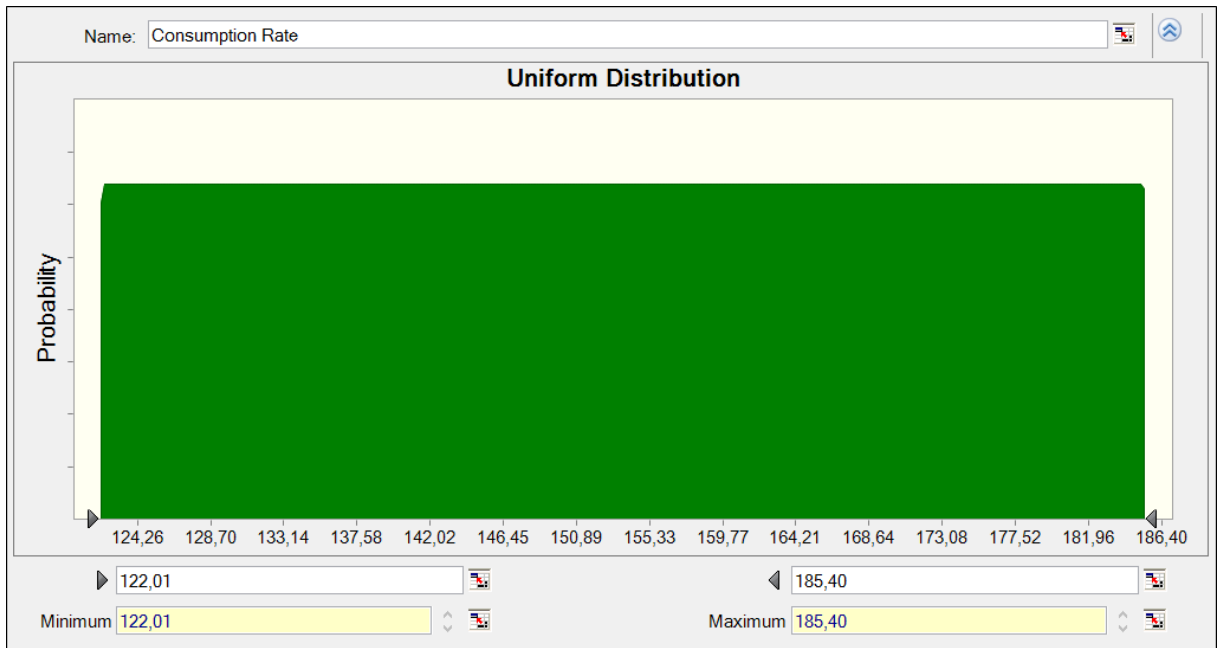 Name: Consumption Rate
Uniform Distribution
Probability
124,26 128,70 133,14 137,58 142,02 146,45 150,89 155,33 159,77 164,21 168,64 173,08 177,52 181,96 186,40
122,01 185,40
Minimum 122,01 Maximum 185,40